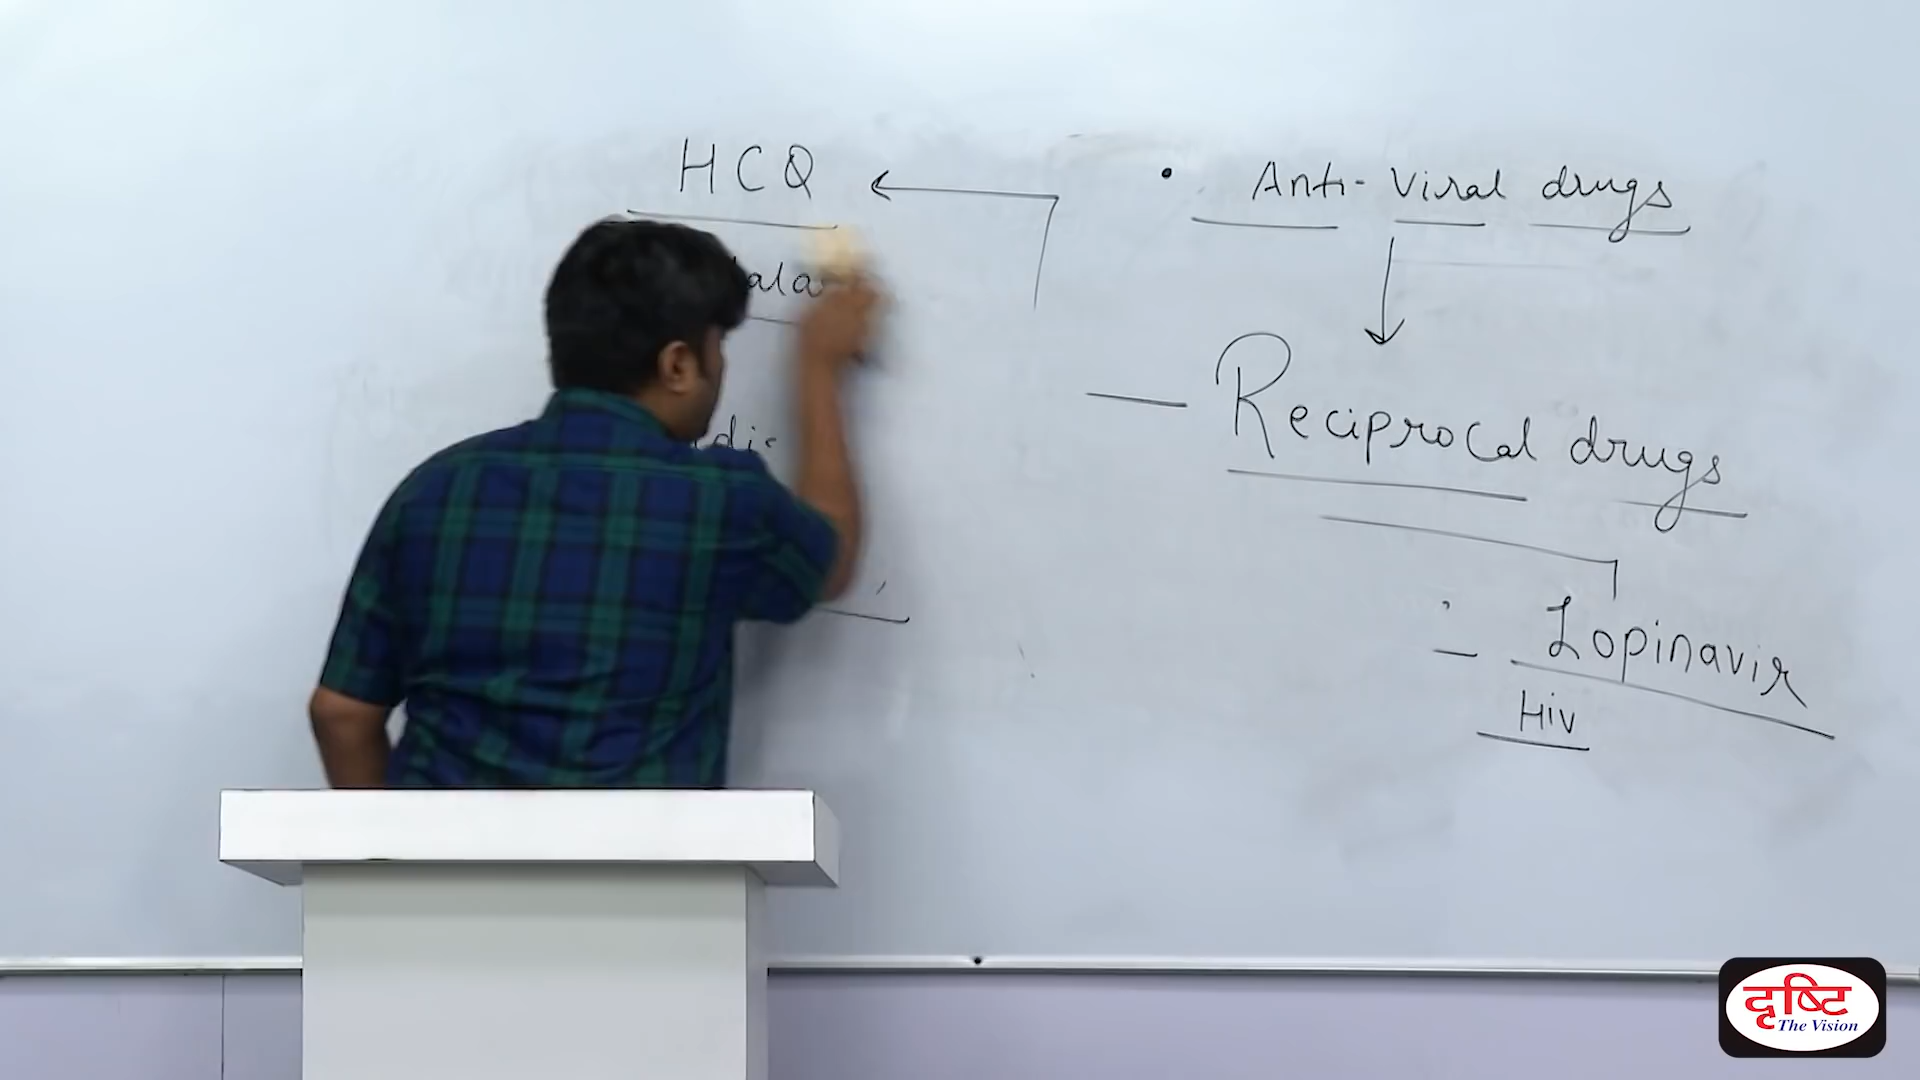 HCQ
Anti-Viral drugs
Reciprocal drugs
Lopinavir
Hiv
दृष्टि
The Vision